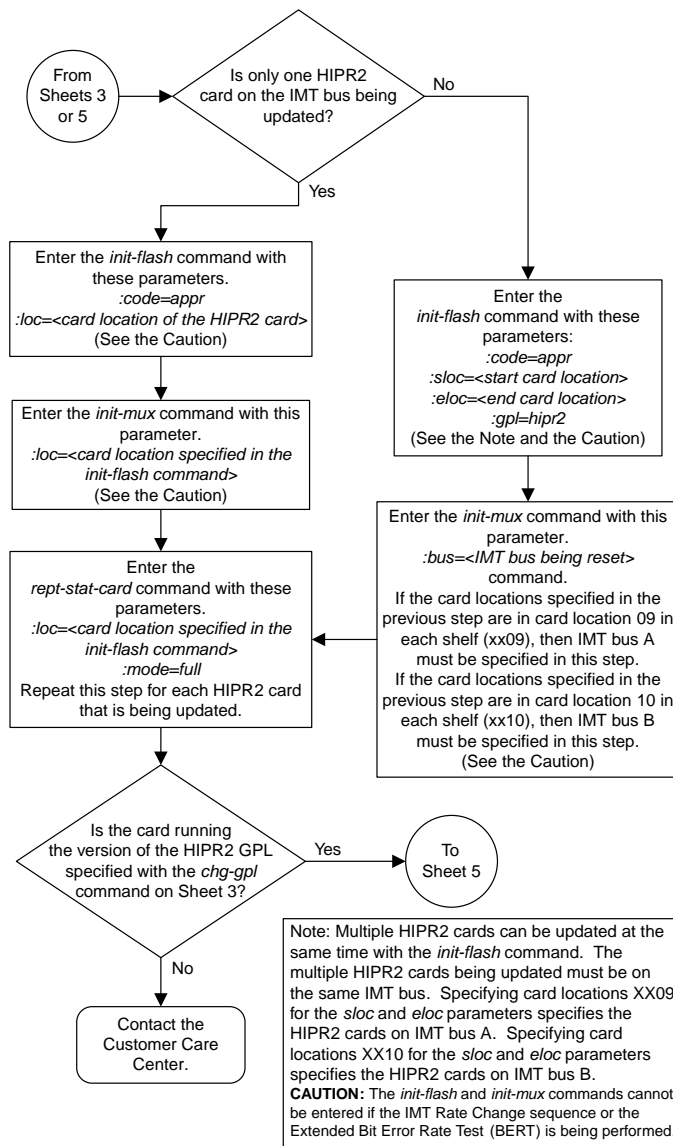 From
Sheets 3
or 5
Is only one HIPR2
card on the IMT bus being
updated?
No
Yes
Enter the init-flash command with
these parameters.
:code=appr
:loc=<card location of the HIPR2 card>
(See the Caution)
Enter the
init-flash command with these
parameters:
:code=appr
:sloc=<start card location>
:eloc=<end card location>
:gpl=hipr2
(See the Note and the Caution)
Enter the init-mux command with this
parameter.
:loc=<card location specified in the
init-flash command>
(See the Caution)
Enter the init-mux command with this
parameter.
:bus=<IMT bus being reset>
command.
If the card locations specified in the
previous step are in card location 09 in
each shelf (xx09), then IMT bus A
must be specified in this step.
If the card locations specified in the
previous step are in card location 10 in
each shelf (xx10), then IMT bus B
must be specified in this step.
(See the Caution)
Enter the
rept-stat-card command with these
parameters.
:loc=<card location specified in the
init-flash command>
:mode=full
Repeat this step for each HIPR2 card
that is being updated.
Is the card running
the version of the HIPR2 GPL
specified with the chg-gpl
command on Sheet 3?
Yes
To
Sheet 5
No
Contact the
Customer Care
Center.
Note: Multiple HIPR2 cards can be updated at the
same time with the init-flash command. The
multiple HIPR2 cards being updated must be on
the same IMT bus. Specifying card locations XX09
for the sloc and eloc parameters specifies the
HIPR2 cards on IMT bus A. Specifying card
locations XX10 for the sloc and eloc parameters
specifies the HIPR2 cards on IMT bus B.
CAUTION: The init-flash and init-mux commands cannot
be entered if the IMT Rate Change sequence or the
Extended Bit Error Rate Test (BERT) is being performed.